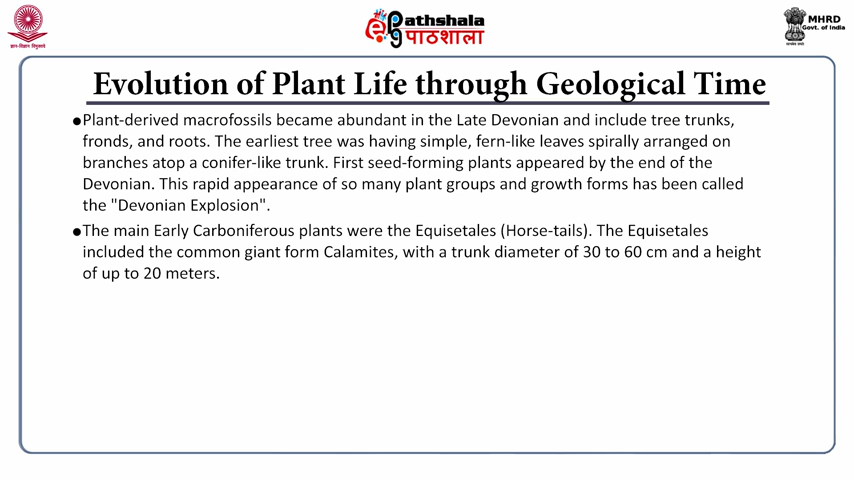 ज्ञान-विज्ञान विमुक्तये
ePathshala
पाठशाला
MHRD
Govt. of India
Evolution of Plant Life through Geological Time
●Plant-derived macrofossils became abundant in the Late Devonian and include tree trunks,
fronds, and roots. The earliest tree was having simple, fern-like leaves spirally arranged on
branches atop a conifer-like trunk. First seed-forming plants appeared by the end of the
Devonian. This rapid appearance of so many plant groups and growth forms has been called
the "Devonian Explosion".
●The main Early Carboniferous plants were the Equisetales (Horse-tails). The Equisetales
included the common giant form Calamites, with a trunk diameter of 30 to 60 cm and a height
of up to 20 meters.